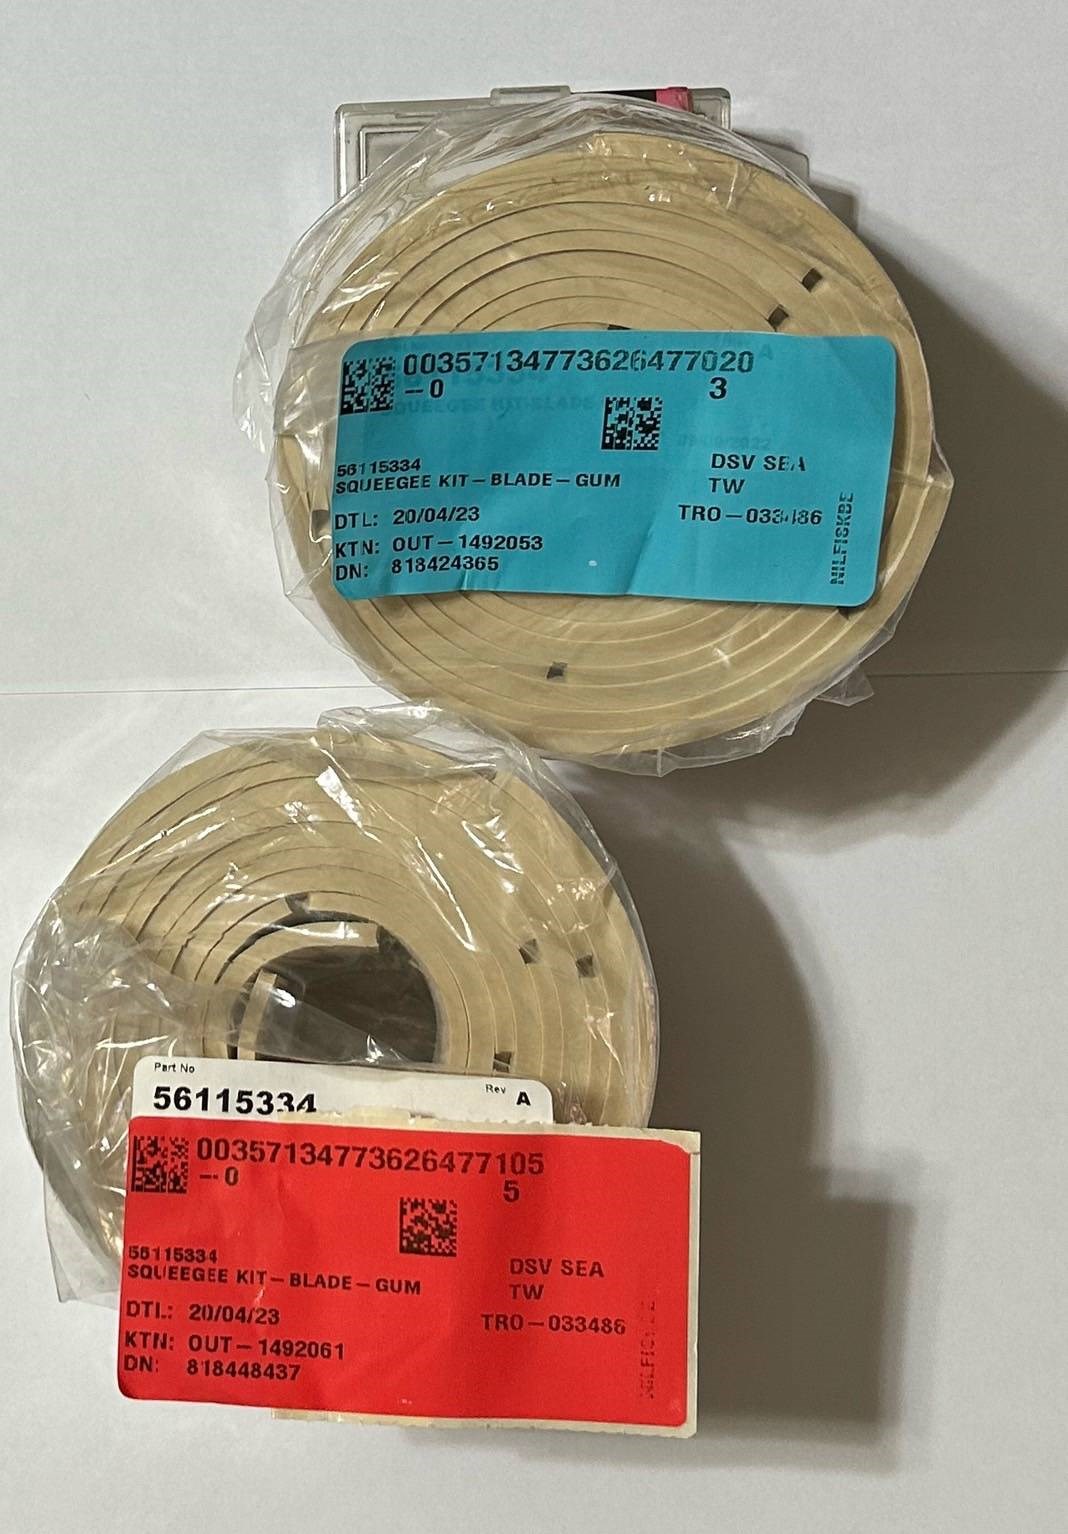 00357134773626477020
-- 0
3
56115334
SQUEEGEE KIT - BLADE - GUM
DSV SEA
TW
DTL: 20/04/23
TRO - 033486
KTN: OUT - 1492053
DN: 818424365
NILFISKBE
Part No
56115334
Rev A
00357134773626477105
-- 0
5
56115334
SQUEEGEE KIT - BLADE - GUM
DSV SEA
TW
DTL: 20/04/23
TRO - 033486
KTN: OUT - 1492061
DN: 818448437